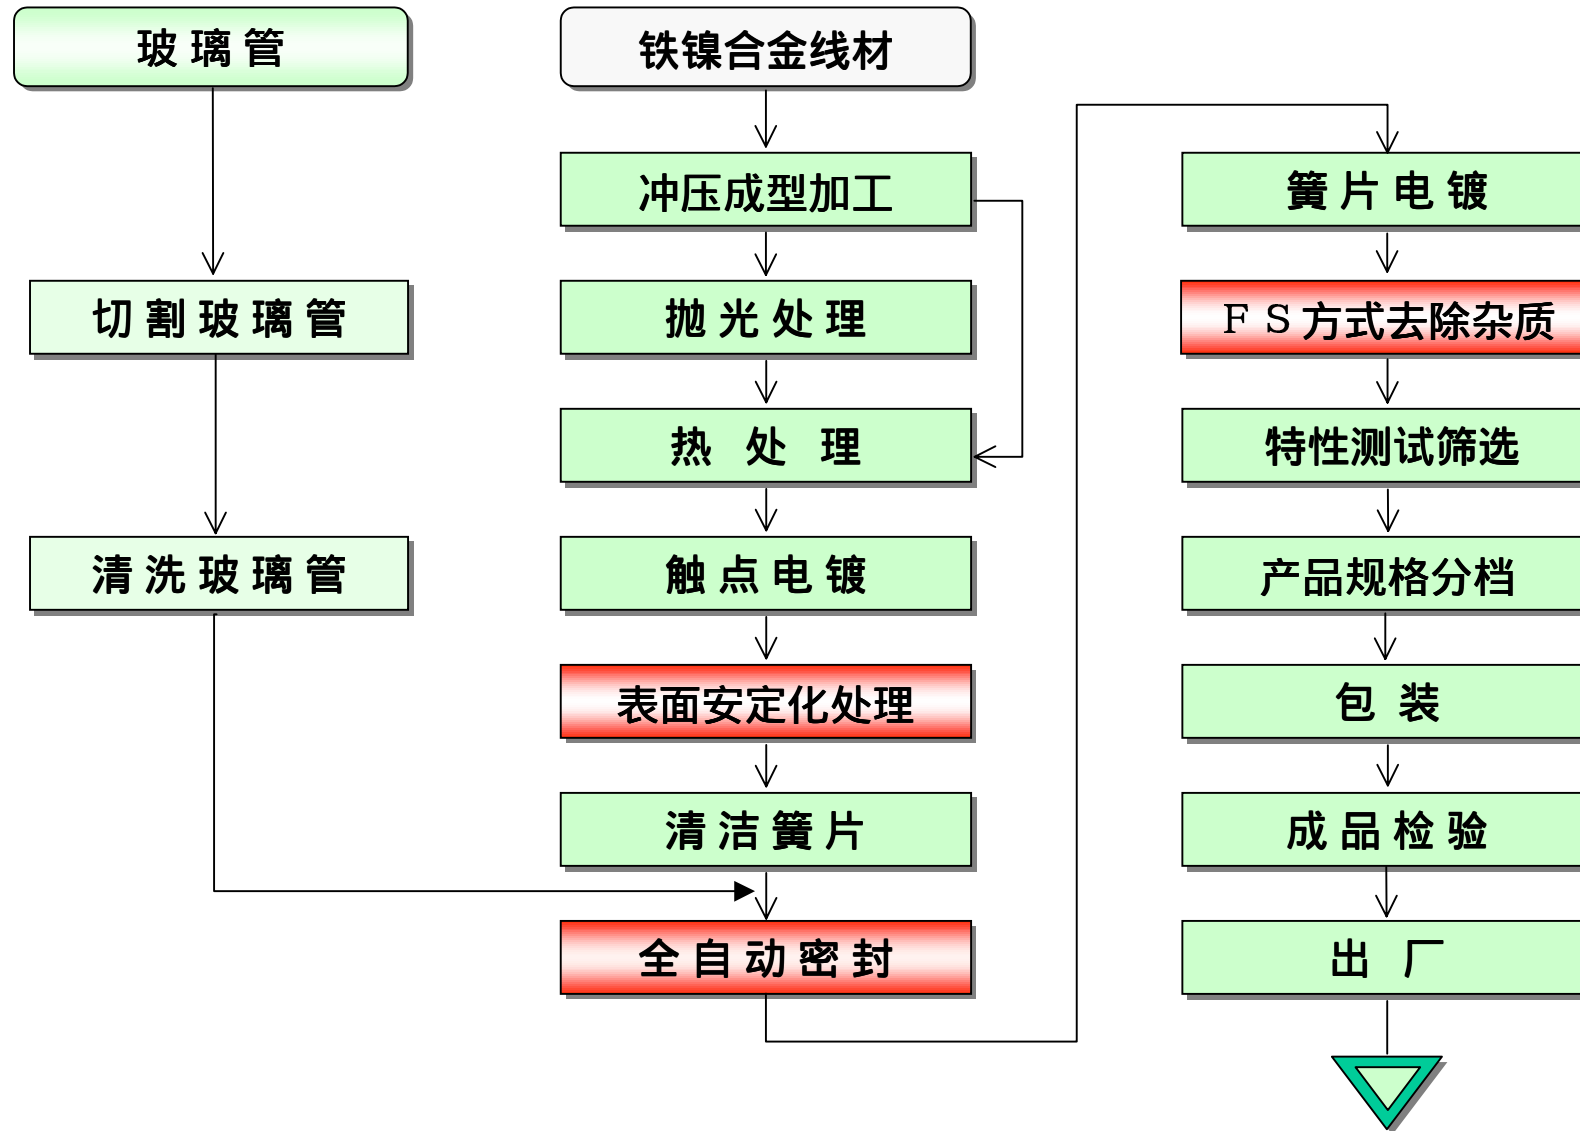 玻璃管
切割玻璃管
清洗玻璃管
铁镍合金线材
冲压成型加工
抛光处理
热处理
触点电镀
表面安定化处理
清洁簧片
全自动密封
簧片电镀
FS方式去除杂质
特性测试筛选
产品规格分档
包装
成品检验
出厂